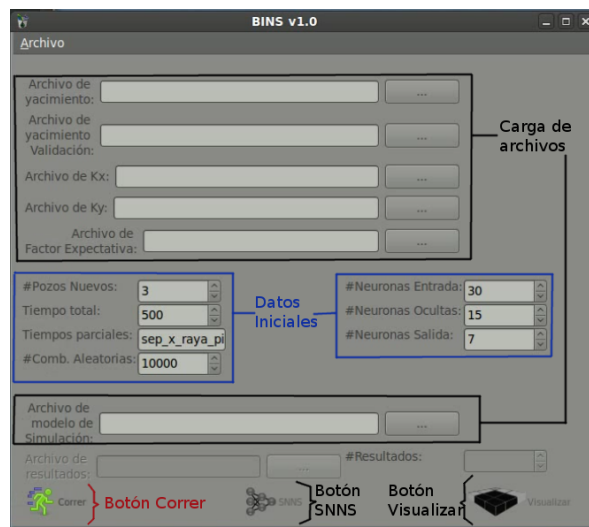 BINS v1.0
Archivo
Archivo de
yacimiento:
...
Archivo de
yacimiento
Validación:
...
Carga de
archivos
Archivo de Kx:
...
Archivo de Ky:
...
Archivo de
Factor Expectativa:
...
#Pozos Nuevos:
3
Tiempo total:
500
Tiempos parciales:
sep_x_raya_pi
#Comb. Aleatorias:
10000
Datos
Iniciales
#Neuronas Entrada:
30
#Neuronas Ocultas:
15
#Neuronas Salida:
7
Archivo de
modelo de
Simulación:
...
Archivo de
resultados:
...
#Resultados:
Correr
Botón Correr
SNNS
Botón
SNNS
Botón
Visualizar
Visualizar